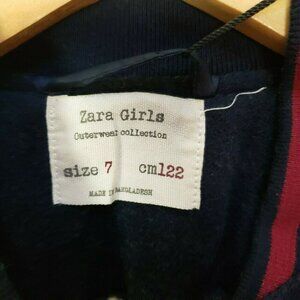 Zara Girls
Outerwear collection
size 7 cm122
MADE IN BANGLADESH